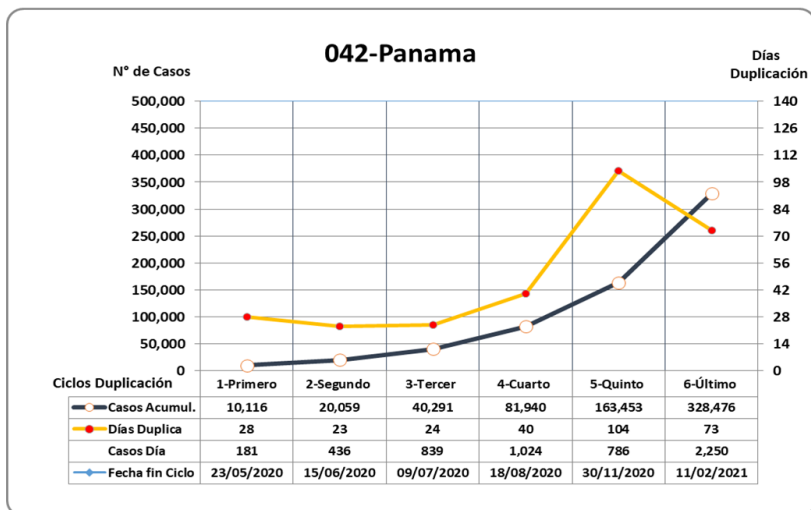 042-Panama
N° de Casos
Días
Duplicación
500,000 140
450,000 126
400,000 112
350,000 98
300,000 84
250,000 70
200,000 56
150,000 42
100,000 28
50,000 14
0 0
Ciclos Duplicación 1-Primero 2-Segundo 3-Tercer 4-Cuarto 5-Quinto 6-Último
Casos Acumul. 10,116 20,059 40,291 81,940 163,453 328,476
Días Duplica 28 23 24 40 104 73
Casos Día 181 436 839 1,024 786 2,250
Fecha fin Ciclo 23/05/2020 15/06/2020 09/07/2020 18/08/2020 30/11/2020 11/02/2021